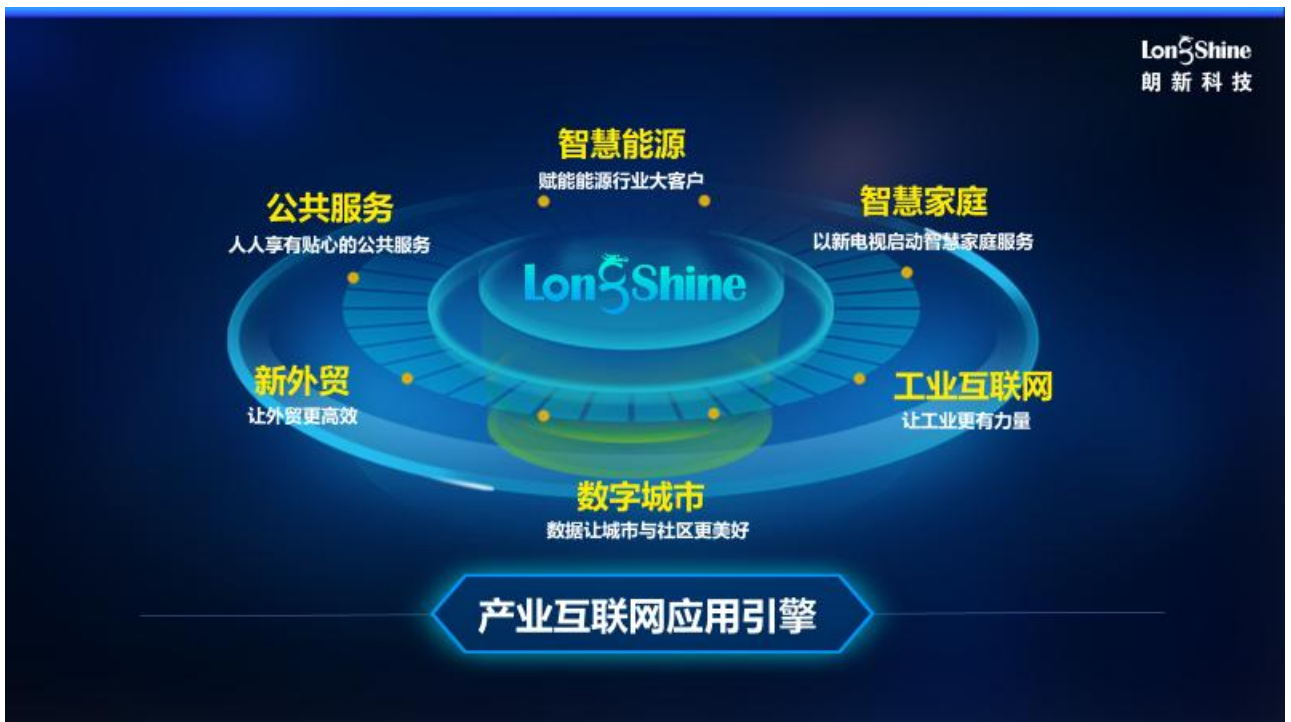 LongShine
朗新科技
智慧能源
赋能能源行业大客户
公共服务
人人享有贴心的公共服务
智慧家庭
以新电视启动智慧家庭服务
LongShine
新外贸
让外贸更高效
工业互联网
让工业更有力量
数字城市
数据让城市与社区更美好
产业互联网应用引擎